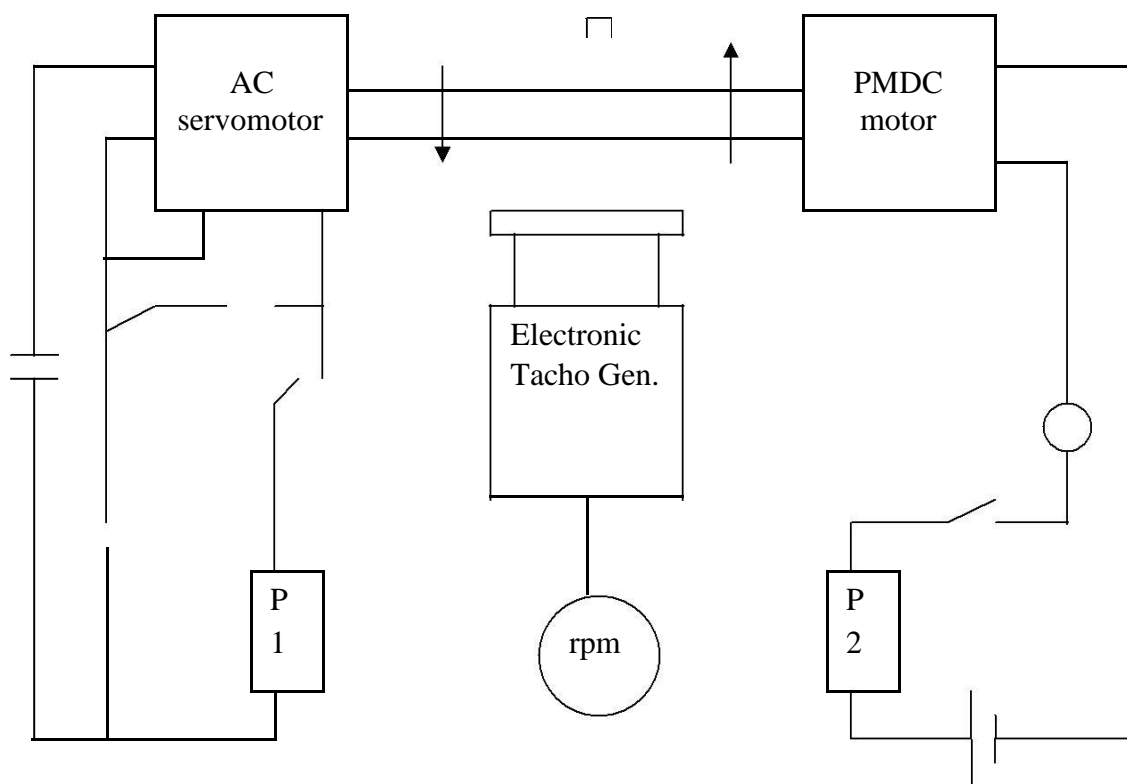 AC
servomotor
PMDC
motor
Electronic
Tacho Gen.
P
1
rpm
P
2